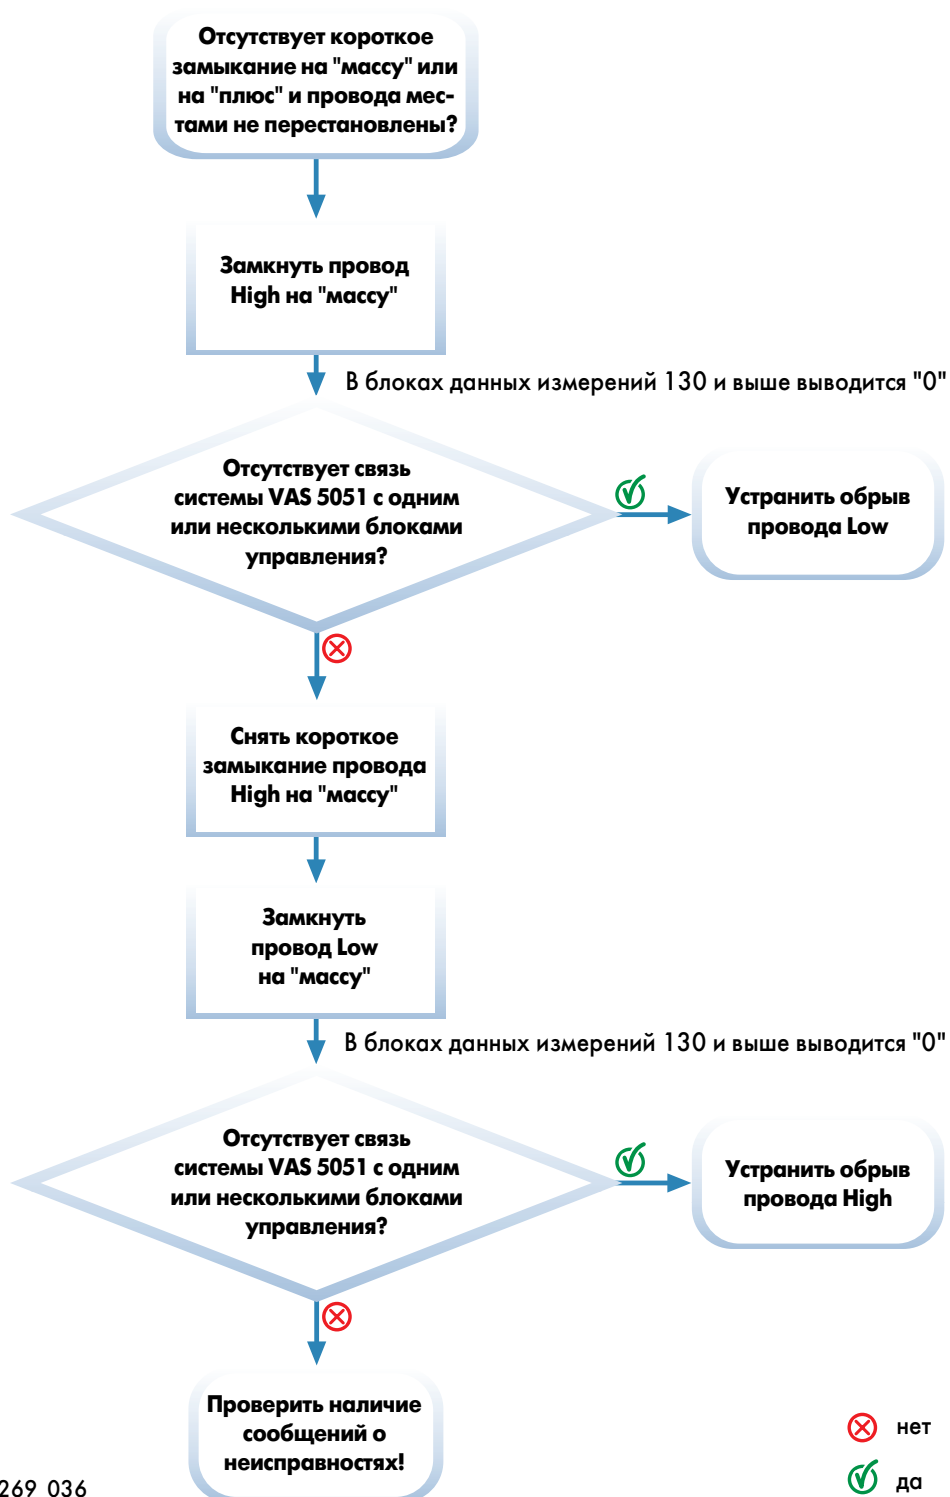 Отсутствует короткое
замыкание на "массу" или
на "плюс" и провода мес-
тами не перестановлены?
Замкнуть провод
High на "массу"
В блоках данных измерений 130 и выше выводится "0"
Отсутствует связь
системы VAS 5051 с одним
или несколькими блоками
управления?
Устранить обрыв
провода Low
Снять короткое
замыкание провода
High на "массу"
Замкнуть
провод Low
на "массу"
В блоках данных измерений 130 и выше выводится "0"
Отсутствует связь
системы VAS 5051 с одним
или несколькими блоками
управления?
Устранить обрыв
провода High
Проверить наличие
сообщений о
неисправностях!
нет
да
269 036